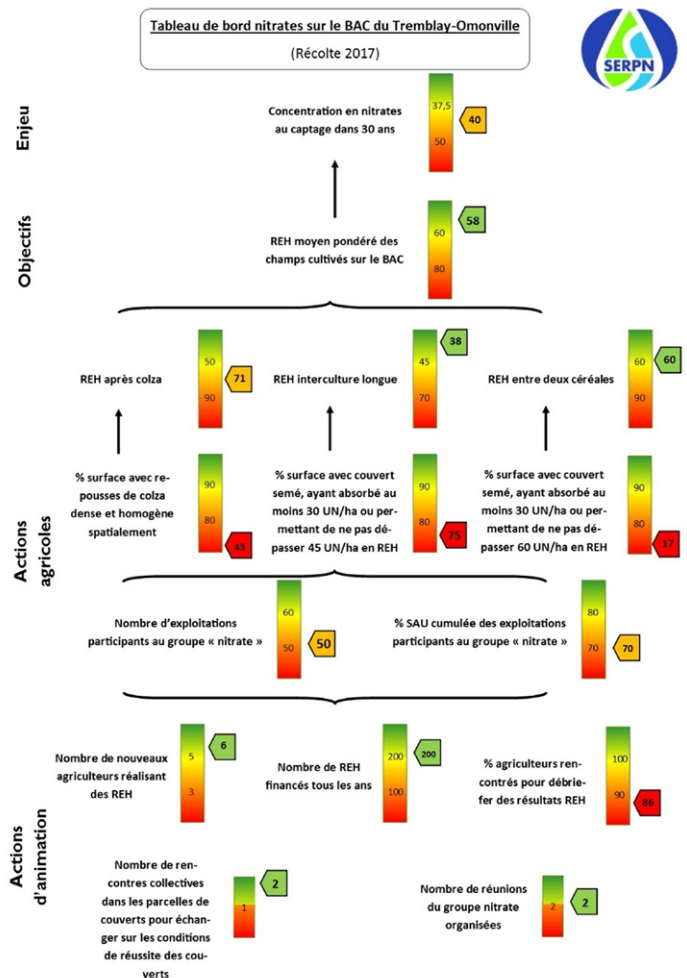 Tableau de bord nitrates sur le BAC du Tremblay-Omonville
(Récolte 2017)
SERPN
Enjeu
Concentration en nitrates
au captage dans 30 ans
37,5
50
40
Objectifs
REH moyen pondéré des
champs cultivés sur le BAC
60
80
58
Actions
agricoles
REH après colza
50
90
71
REH interculture longue
45
70
38
REH entre deux céréales
60
90
60
% surface avec re-
pousses de colza
dense et homogène
spatialement
90
80
43
% surface avec couvert
semé, ayant absorbé au
moins 30 UN/ha ou per-
mettant de ne pas dé-
passer 45 UN/ha en REH
90
80
75
% surface avec couvert
semé, ayant absorbé au
moins 30 UN/ha ou per-
mettant de ne pas dé-
passer 60 UN/ha en REH
90
80
17
Nombre d'exploitations
participants au groupe « nitrate »
60
50
50
% SAU cumulée des exploitations
participants au groupe « nitrate »
80
70
70
Actions
d'animation
Nombre de nouveaux
agriculteurs réalisant
des REH
5
3
6
Nombre de REH
financés tous les ans
200
100
200
% agriculteurs ren-
contrés pour débrie-
fer des résultats REH
100
90
86
Nombre de ren-
contres collectives
dans les parcelles de
couverts pour échan-
ger sur les conditions
de réussite des cou-
verts
1
2
Nombre de réunions
du groupe nitrate
organisées
2
2